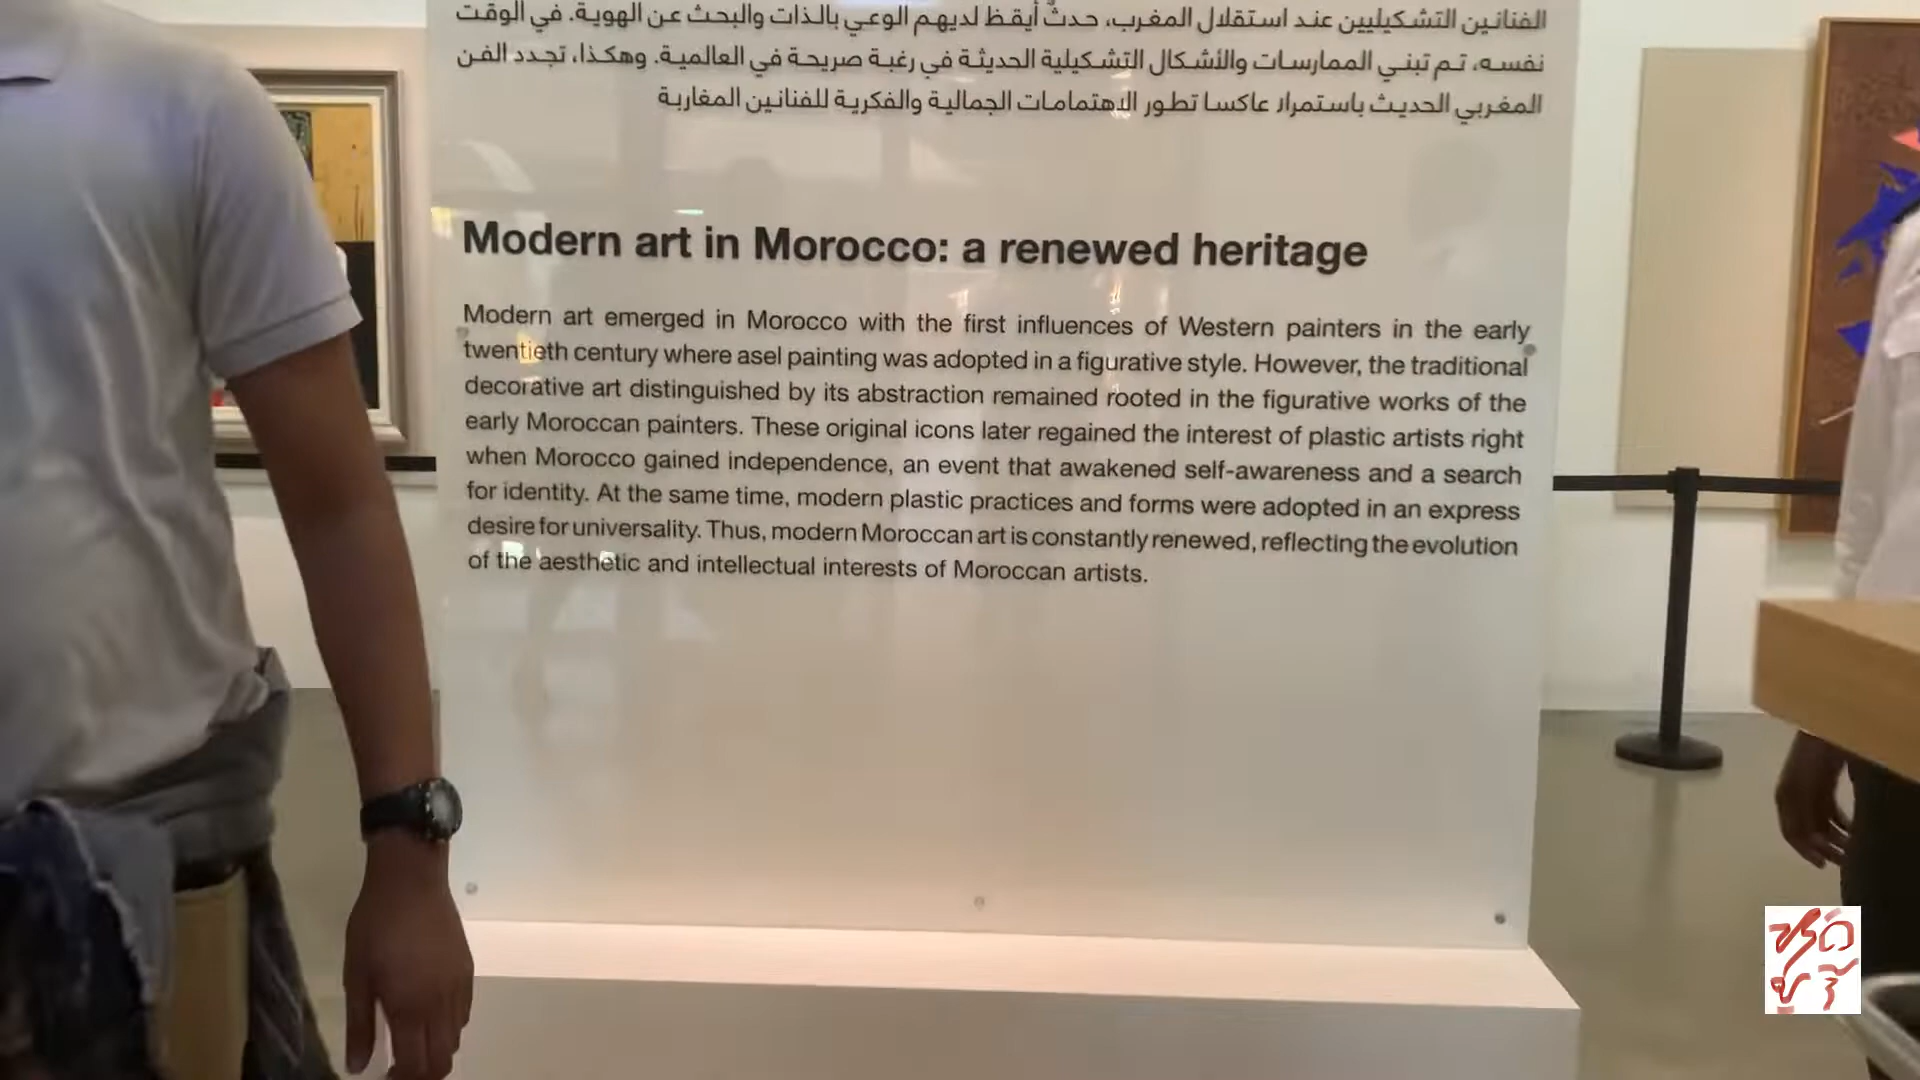 الفنانين التشكيليين عند استقلال المغرب، حدثٌ أيقظ لديهم الوعي بالذات والبحث عن الهوية. في الوقت
نفسه، تم تبني الممارسات والأشكال التشكيلية الحديثة في رغبة صريحة في العالمية. وهكذا، تجدد الفن
المغربي الحديث باستمرار عاكسا تطور الاهتمامات الجمالية والفكرية للفنانين المغاربة
Modern art in Morocco: a renewed heritage
Modern art emerged in Morocco with the first influences of Western painters in the early
twentieth century where asel painting was adopted in a figurative style. However, the traditional
decorative art distinguished by its abstraction remained rooted in the figurative works of the
early Moroccan painters. These original icons later regained the interest of plastic artists right
when Morocco gained independence, an event that awakened self-awareness and a search
for identity. At the same time, modern plastic practices and forms were adopted in an express
desire for universality. Thus, modern Moroccan art is constantly renewed, reflecting the evolution
of the aesthetic and intellectual interests of Moroccan artists.